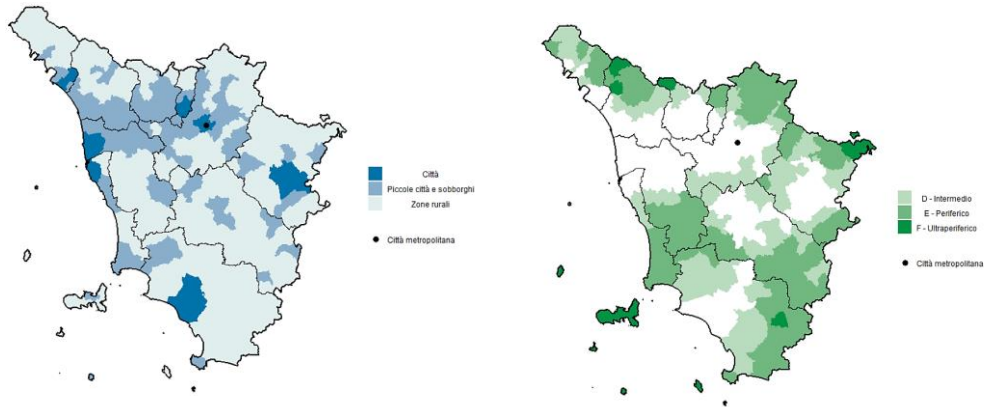 Città
Piccole città e sobborghi
Zone rurali
Città metropolitana
D - Intermedio
E - Periferico
F - Ultraperiferico
Città metropolitana